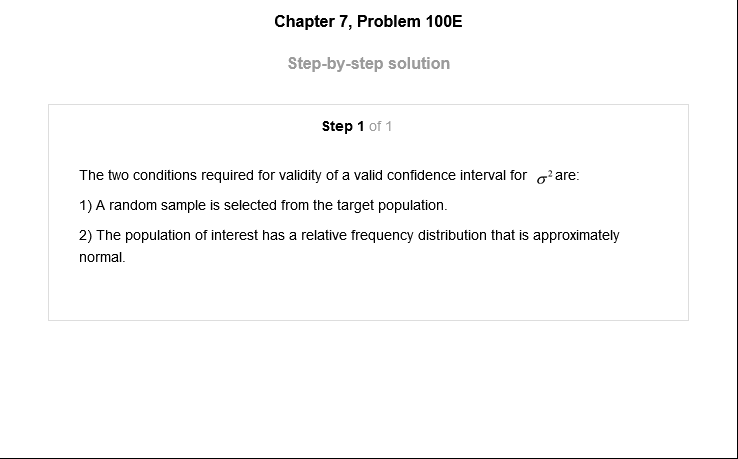 Chapter 7, Problem 100E
Step-by-step solution
Step 1 of 1
The two conditions required for validity of a valid confidence interval for σ² are:
1) A random sample is selected from the target population.
2) The population of interest has a relative frequency distribution that is approximately
normal.